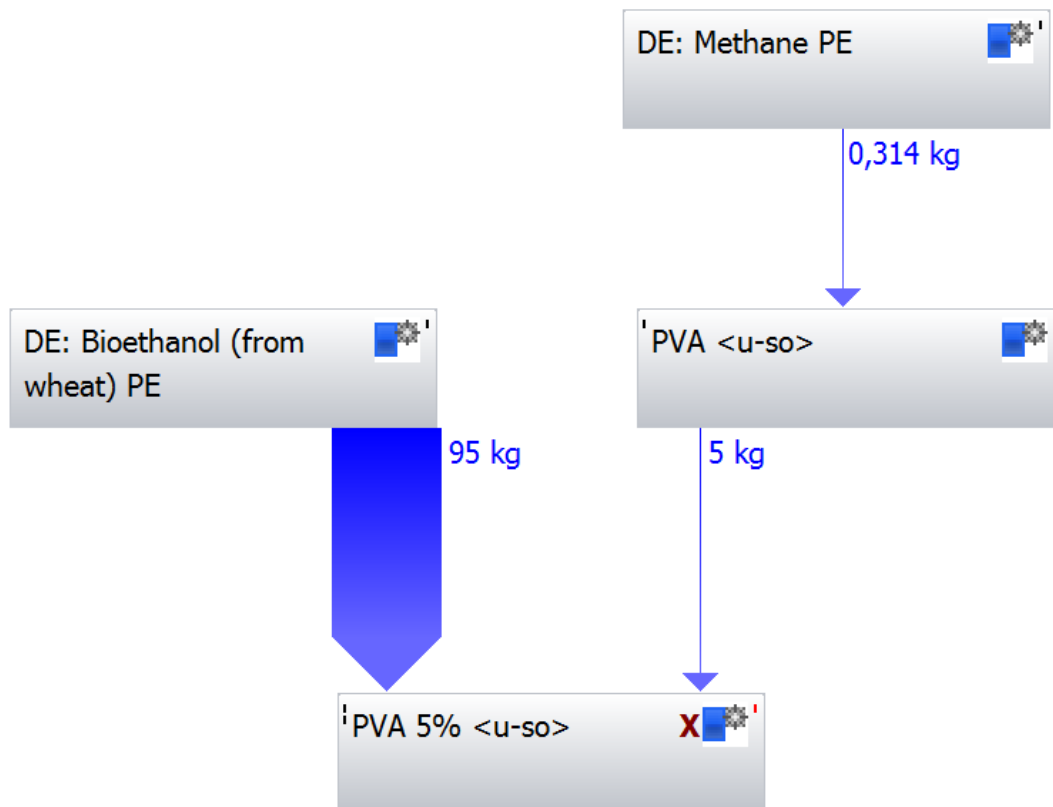 DE: Methane PE
0,314 kg
DE: Bioethanol (from
wheat) PE
PVA <u-so>
95 kg
5 kg
PVA 5% <u-so>
X